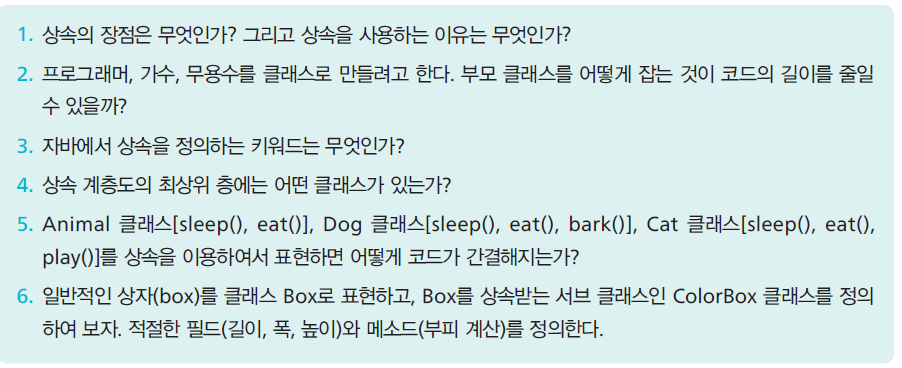 1. 상속의 장점은 무엇인가? 그리고 상속을 사용하는 이유는 무엇인가?
2. 프로그래머, 가수, 무용수를 클래스로 만들려고 한다. 부모 클래스를 어떻게 잡는 것이 코드의 길이를 줄일
수 있을까?
3. 자바에서 상속을 정의하는 키워드는 무엇인가?
4. 상속 계층도의 최상위 층에는 어떤 클래스가 있는가?
5. Animal 클래스[sleep(), eat()], Dog 클래스[sleep(), eat(), bark()], Cat 클래스[sleep(), eat(),
play()]를 상속을 이용하여서 표현하면 어떻게 코드가 간결해지는가?
6. 일반적인 상자(box)를 클래스 Box로 표현하고, Box를 상속받는 서브 클래스인 ColorBox 클래스를 정의
하여 보자. 적절한 필드(길이, 폭, 높이)와 메소드(부피 계산)를 정의한다.